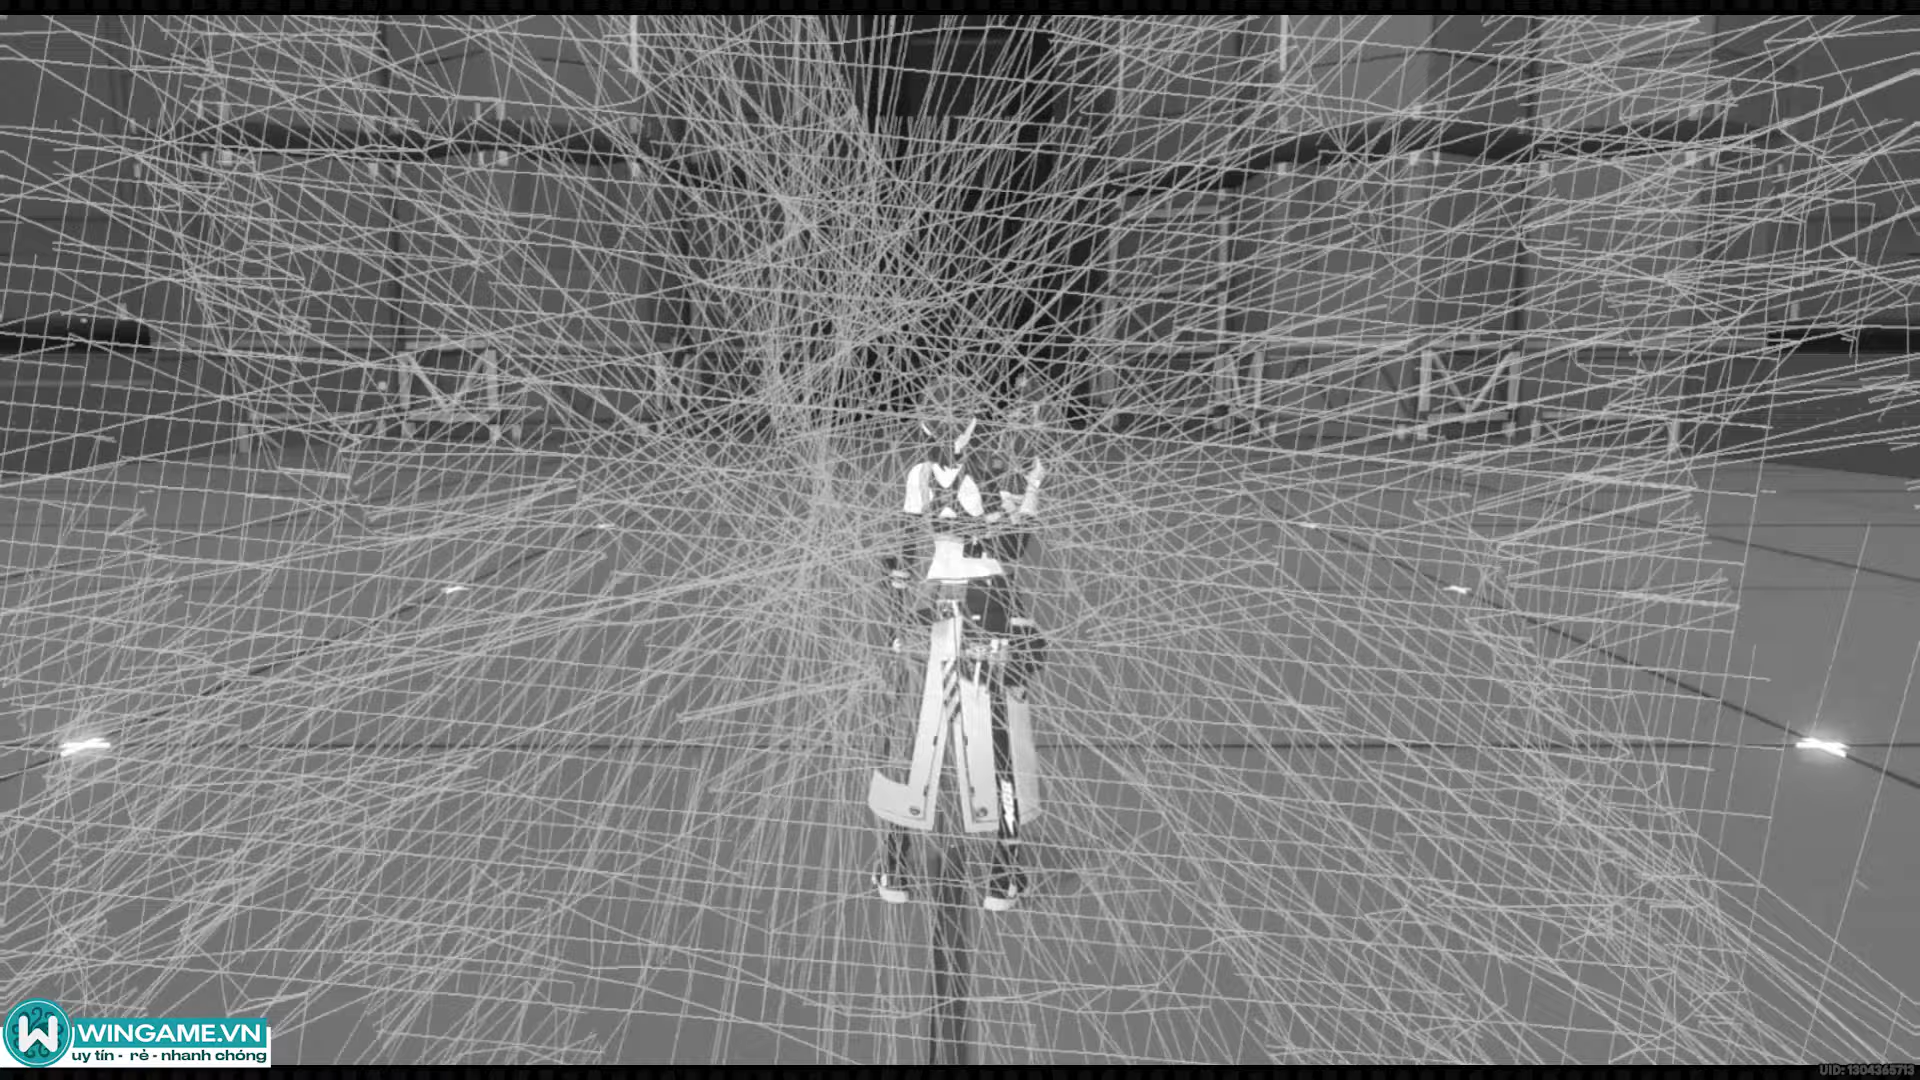 W WINGAME.VN
uy tín - rẻ - nhanh chóng
UID: 1304365713